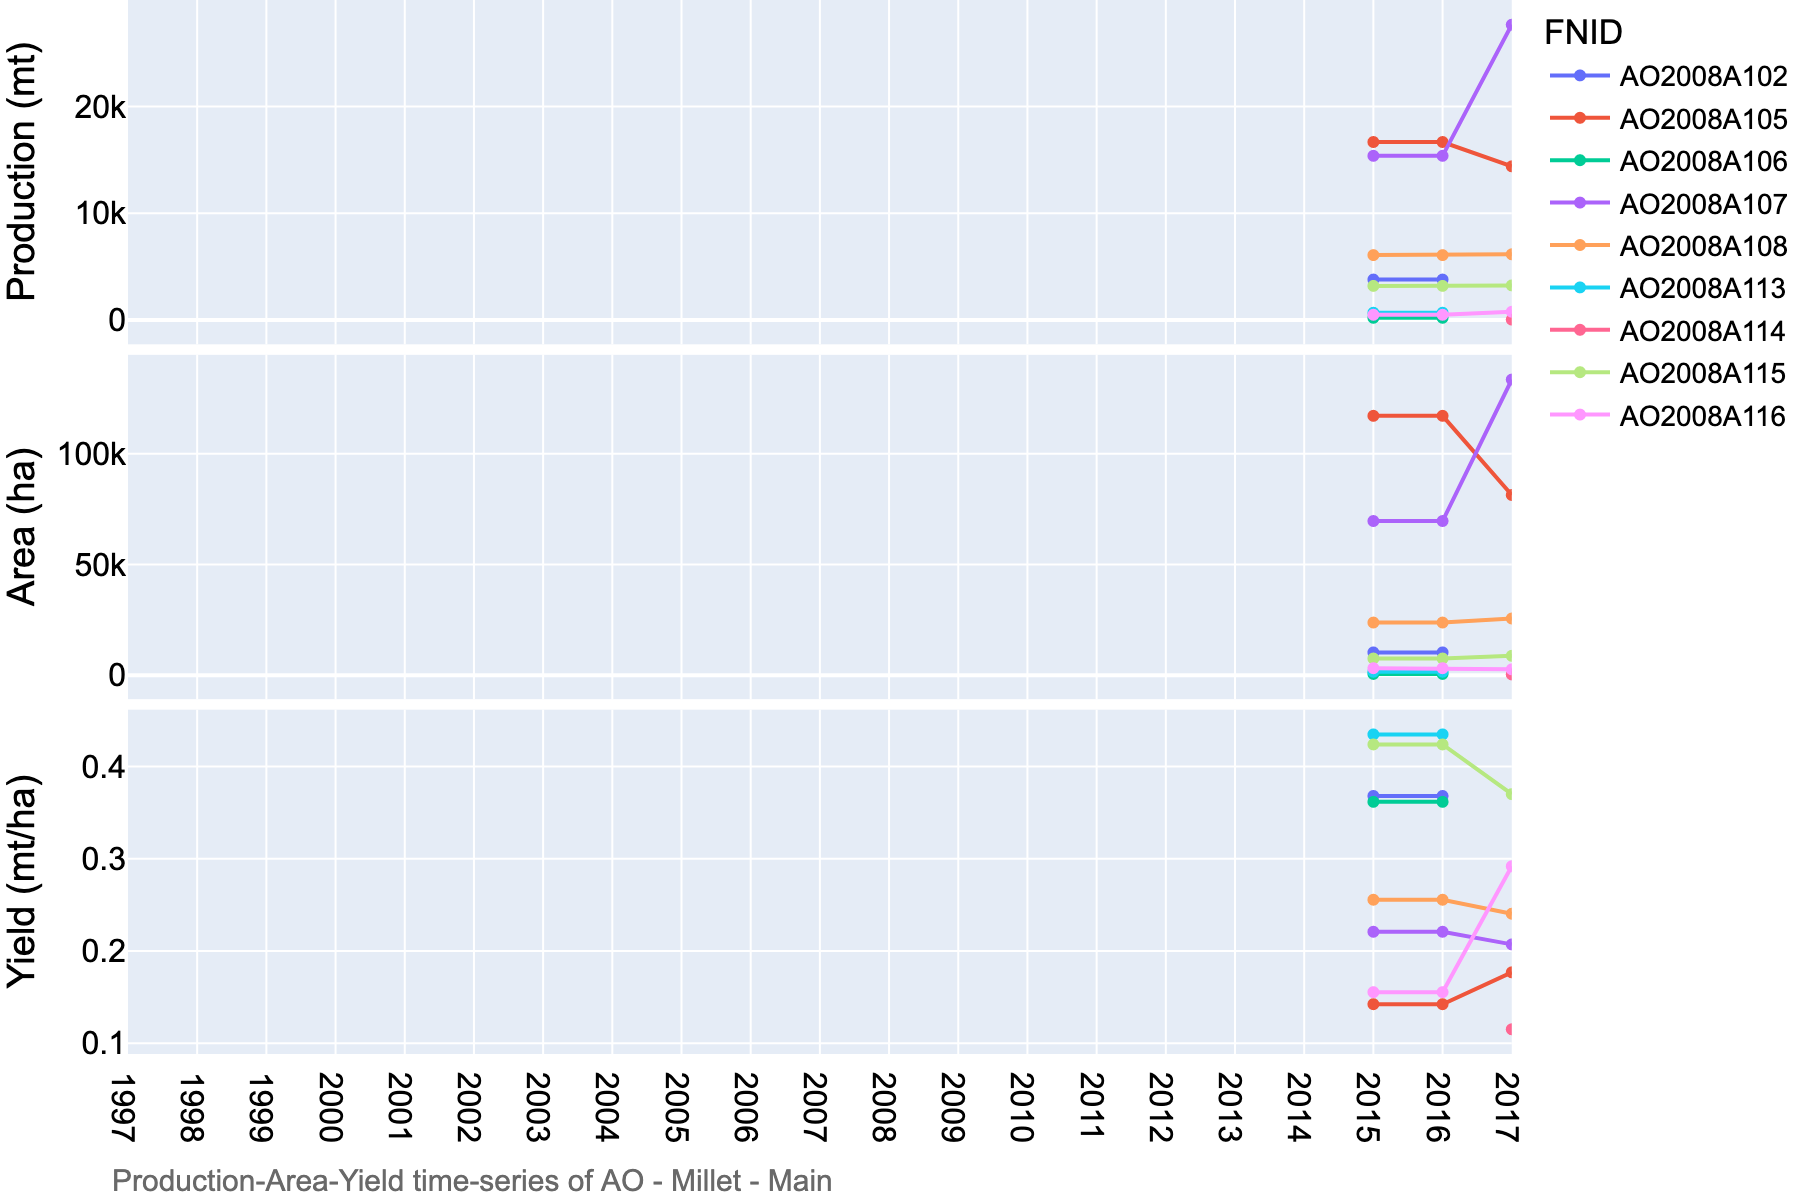 Production (mt)
20k
10k
0
Area (ha)
100k
50k
0
Yield (mt/ha)
0.4
0.3
0.2
0.1
1997
1998
1999
2000
2001
2002
2003
2004
2005
2006
2007
2008
2009
2010
2011
2012
2013
2014
2015
2016
2017
FNID
AO2008A102
AO2008A105
AO2008A106
AO2008A107
AO2008A108
AO2008A113
AO2008A114
AO2008A115
AO2008A116
Production-Area-Yield time-series of AO - Millet - Main